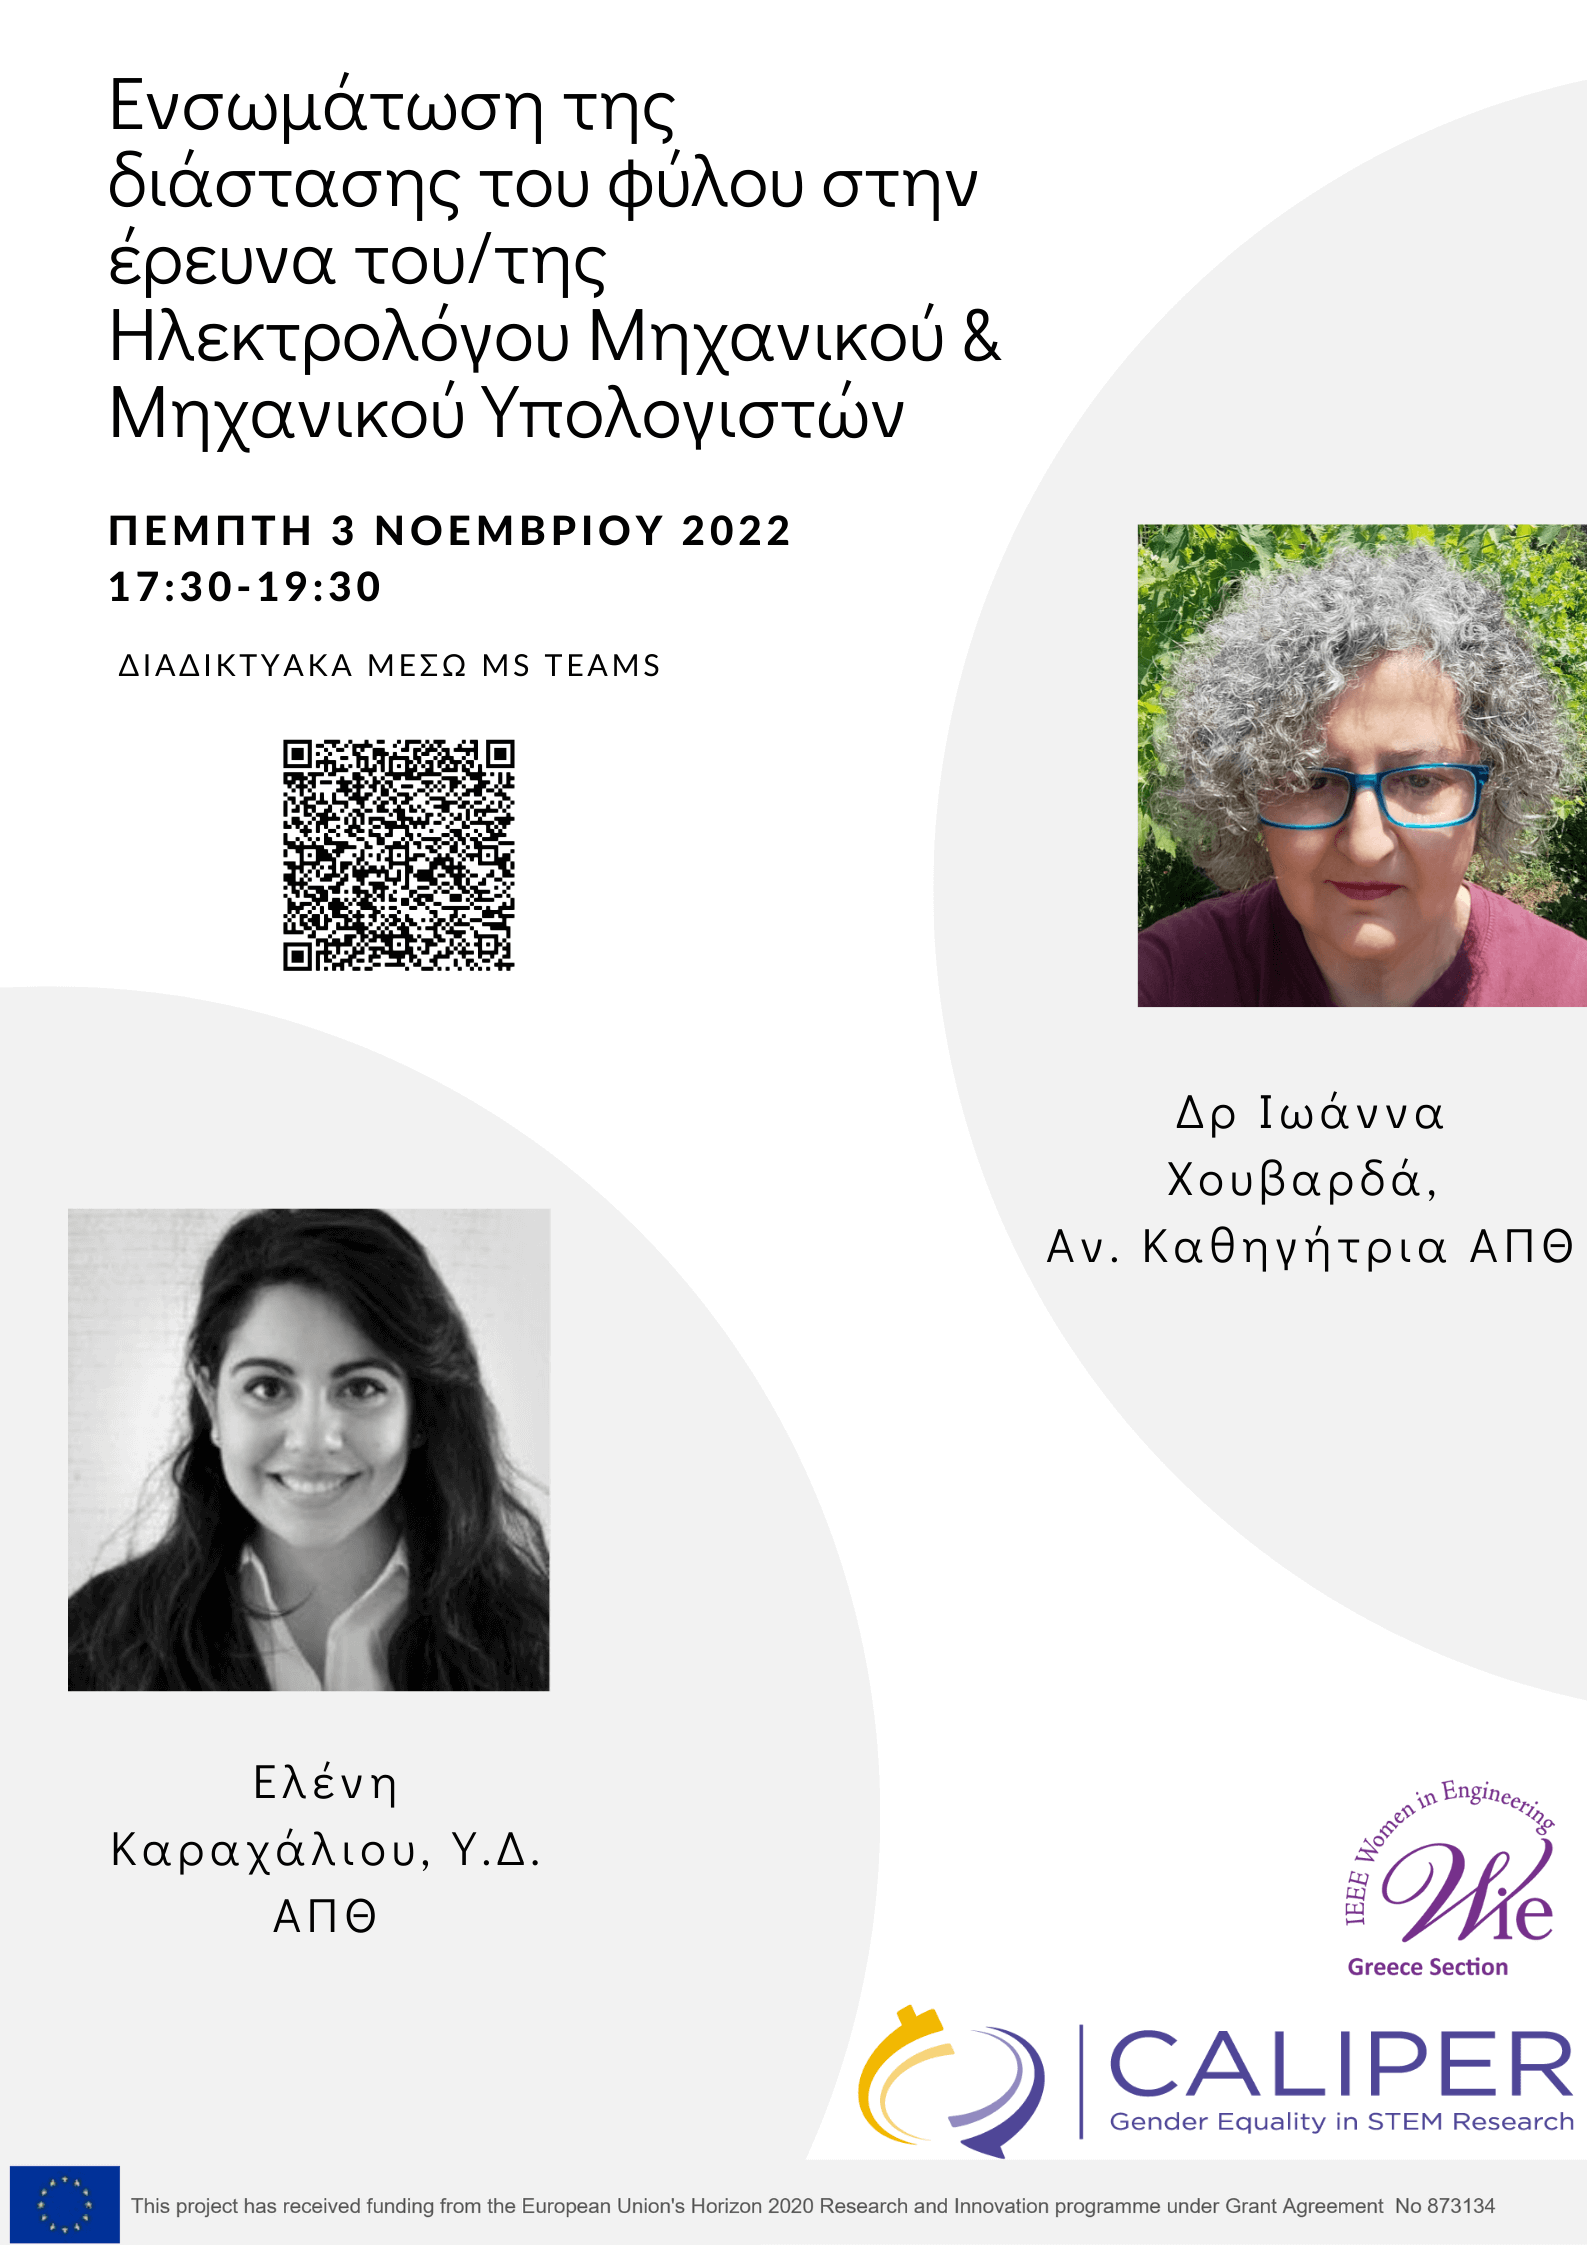 Ενσωμάτωση της
διάστασης του φύλου στην
έρευνα του/της
Ηλεκτρολόγου Μηχανικού &
Μηχανικού Υπολογιστών
ΠΕΜΠΤΗ 3 ΝΟΕΜΒΡΙΟΥ 2022
17:30-19:30
ΔΙΑΔΙΚΤΥΑΚΑ ΜΕΣΩ MS TEAMS
Δρ Ιωάννα
Χουβαρδά,
Αν. Καθηγήτρια ΑΠΘ
Ελένη
Καραχάλιου, Υ.Δ.
ΑΠΘ
IEEE Women in Engineering
Wie
Greece Section
CALIPER
Gender Equality in STEM Research
This project has received funding from the European Union's Horizon 2020 Research and Innovation programme under Grant Agreement No 873134